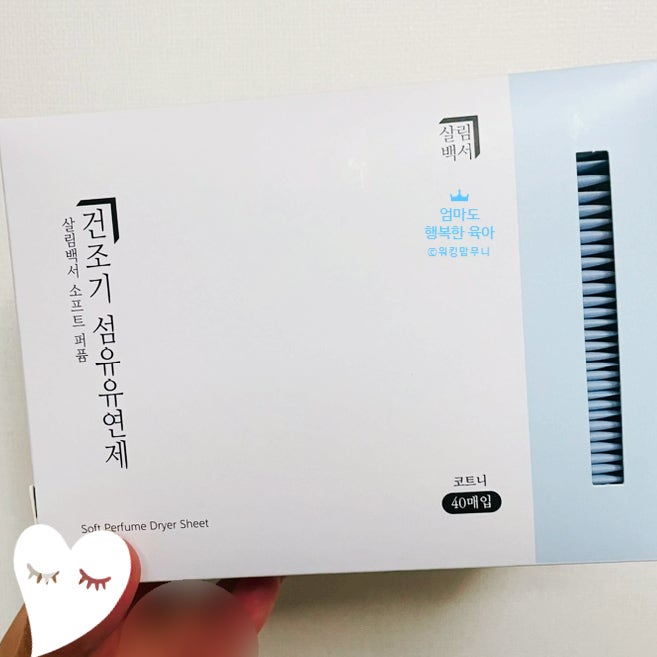 살림
백서
엄마도
행복한 육아
©워킹맘무니
건조기 섬유유연제
살림백서 소프트 퍼퓸
코트니
40매입
Soft Perfume Dryer Sheet